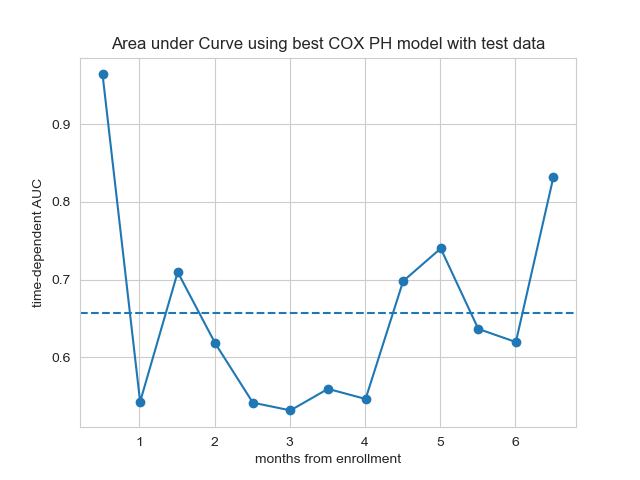 Area under Curve using best COX PH model with test data
time-dependent AUC
0.9
0.8
0.7
0.6
1 2 3 4 5 6
months from enrollment